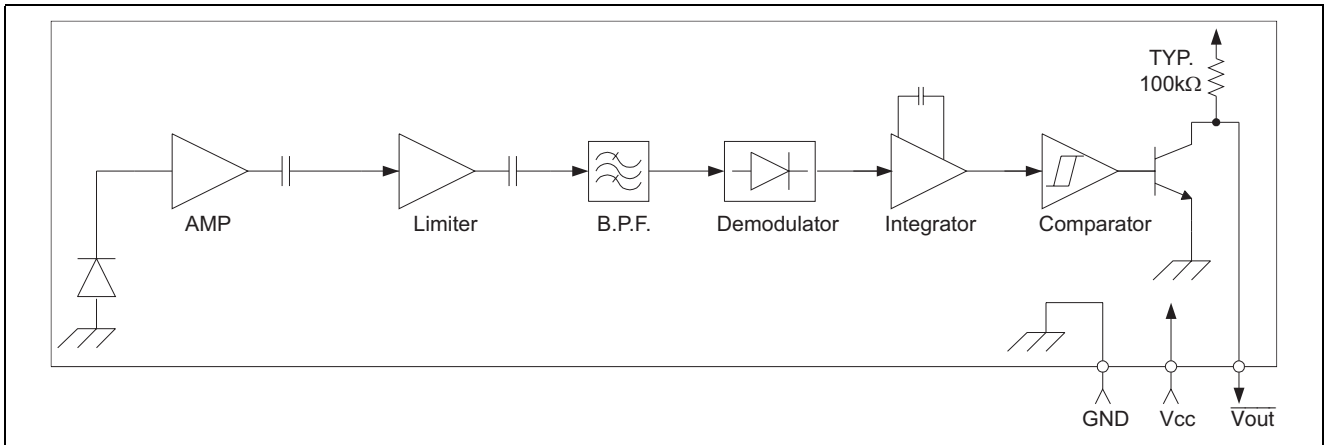 TYP.
100kΩ
AMP
Limiter
B.P.F.
Demodulator
Integrator
Comparator
GND
Vcc
Vout